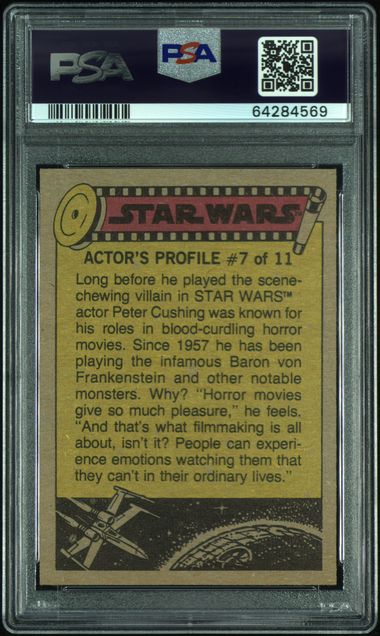 PSA
PSA
64284569
STAR WARS
ACTOR'S PROFILE #7 of 11
Long before he played the scene-
chewing villain in STAR WARS™
actor Peter Cushing was known for
his roles in blood-curdling horror
movies. Since 1957 he has been
playing the infamous Baron von
Frankenstein and other notable
monsters. Why? "Horror movies
give so much pleasure," he feels.
"And that's what filmmaking is all
about, isn't it? People can experi-
ence emotions watching them that
they can't in their ordinary lives."